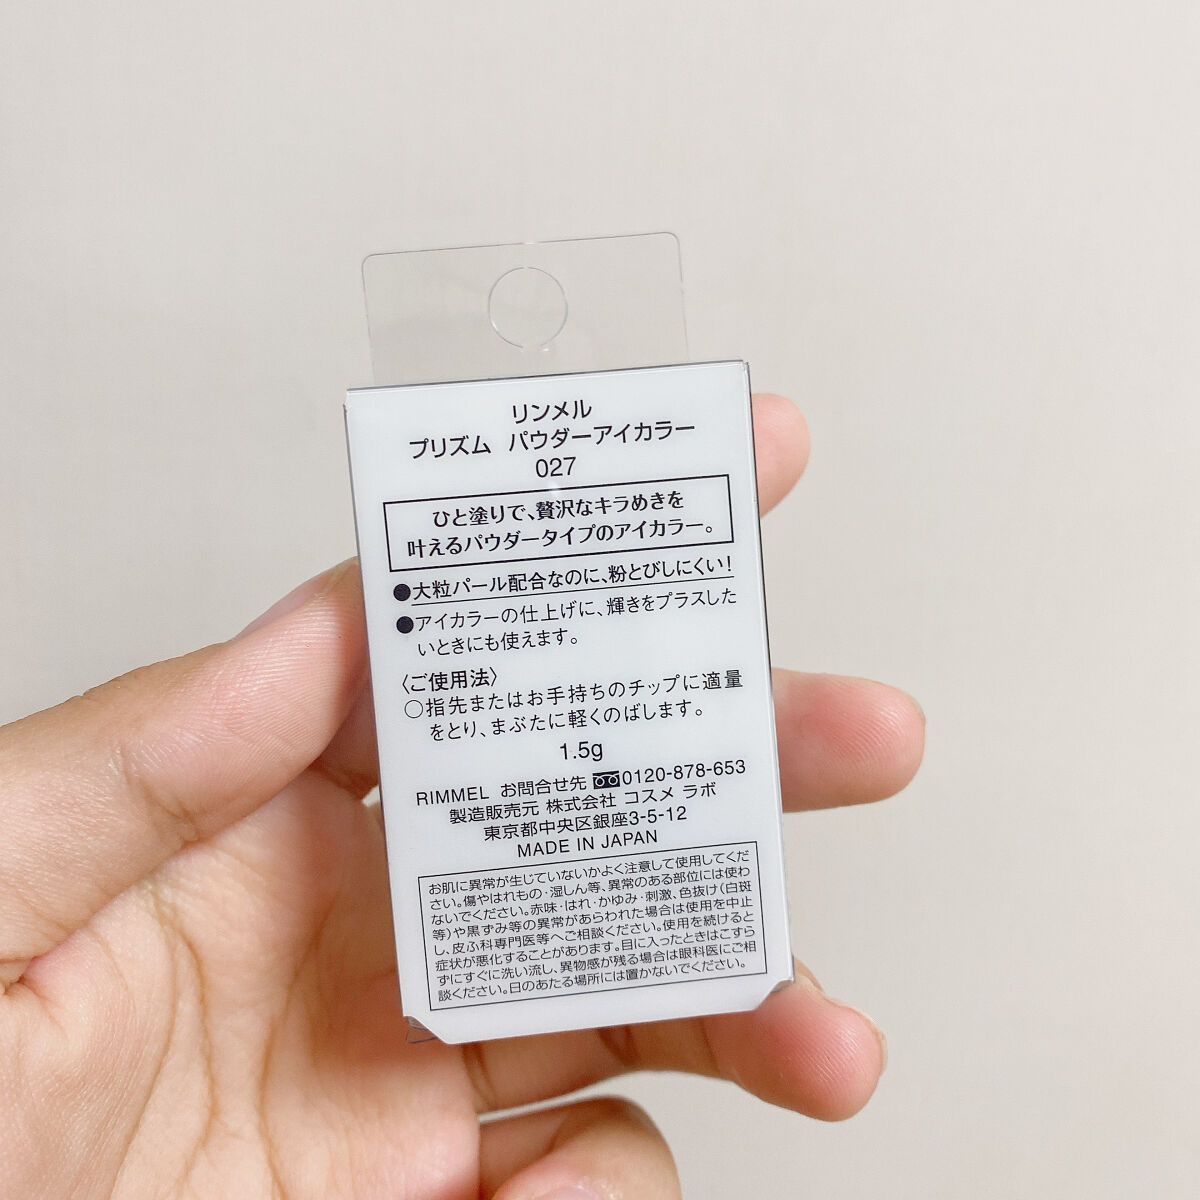 リンメル
プリズム パウダーアイカラー
027
ひと塗りで、贅沢なキラめきを
叶えるパウダータイプのアイカラー。
●大粒パール配合なのに、粉とびしにくい!
●アイカラーの仕上げに、輝きをプラスした
いときにも使えます。
〈ご使用法〉
○指先またはお手持ちのチップに適量
をとり、まぶたに軽くのばします。
1.5g
RIMMEL お問合せ先 0120-878-653
製造販売元 株式会社 コスメ ラボ
東京都中央区銀座3-5-12
MADE IN JAPAN
お肌に異常が生じていないかよく注意して使用してくだ
さい。傷やはれもの・湿しん等、異常のある部位には使わ
ないでください。赤味・はれ・かゆみ・刺激、色抜け(白斑
等)や黒ずみ等の異常があらわれた場合は使用を中止
し、皮ふ科専門医等へご相談ください。使用を続けると
症状が悪化することがあります。目に入ったときはこすら
ずにすぐに洗い流し、異物感が残る場合は眼科医にご相
談ください。日のあたる場所には置かないでください。